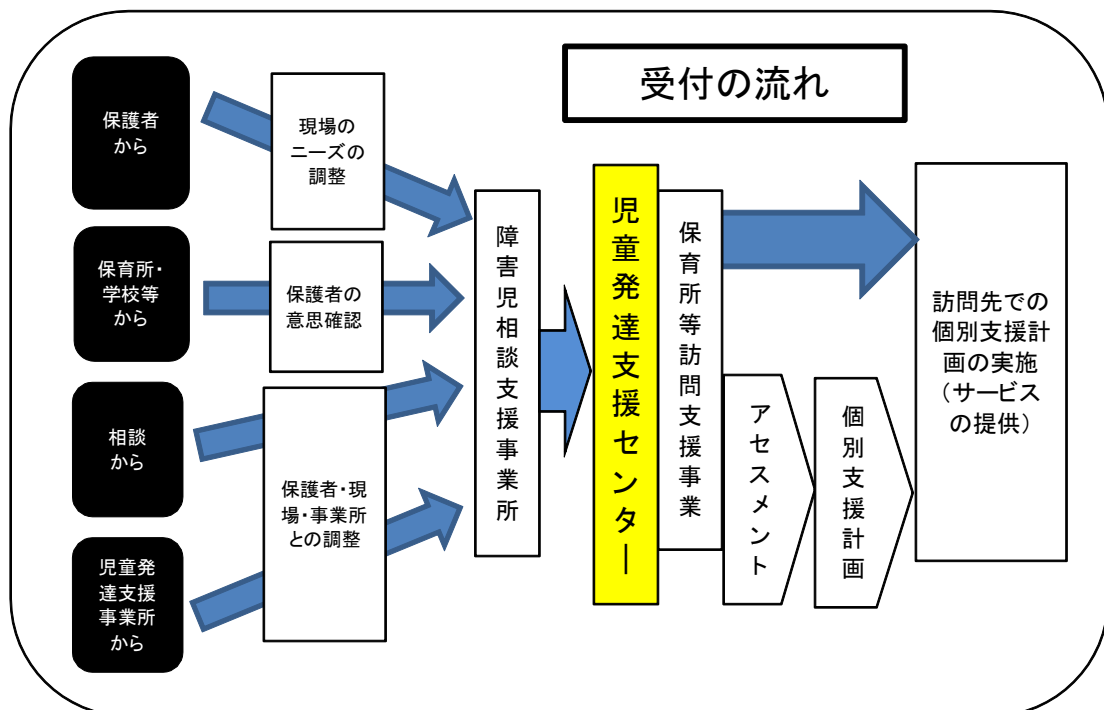 受付の流れ
保護者
から
保育所・
学校等
から
相談
から
児童発
達支援
事業所
から
現場の
ニーズの
調整
保護者の
意思確認
保護者・現
場・事業所
との調整
障害児相談支援事業所
児童発達支援センター
保育所等訪問支援事業
アセスメント
個別支援計画
訪問先での
個別支援計
画の実施
（サービス
の提供）